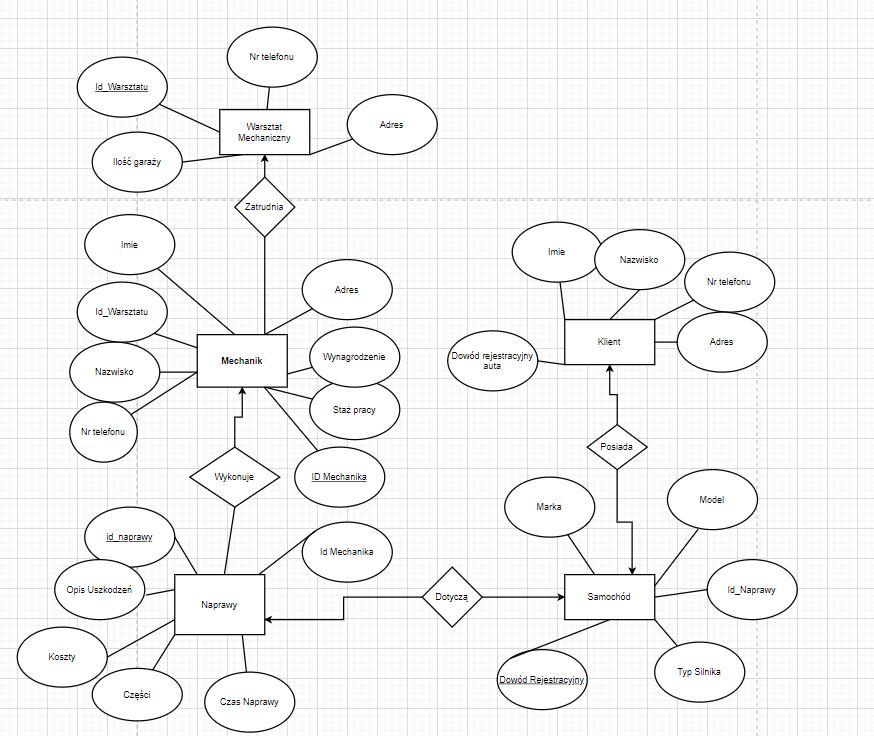 Nr telefonu
Id_Warsztatu
Warsztat
Mechaniczny
Adres
Ilość garaży
Zatrudnia
Imie
Id_Warsztatu
Adres
Mechanik
Wynagrodzenie
Nazwisko
Staż pracy
Nr telefonu
ID Mechanika
Wykonuje
Imie
Nazwisko
Nr telefonu
Klient
Adres
Dowód rejestracyjny
auta
Posiada
id_naprawy
Id Mechanika
Opis Uszkodzeń
Naprawy
Koszty
Części
Czas Naprawy
Dotyczą
Marka
Model
Samochód
Id_Naprawy
Typ Silnika
Dowód Rejestracyjny